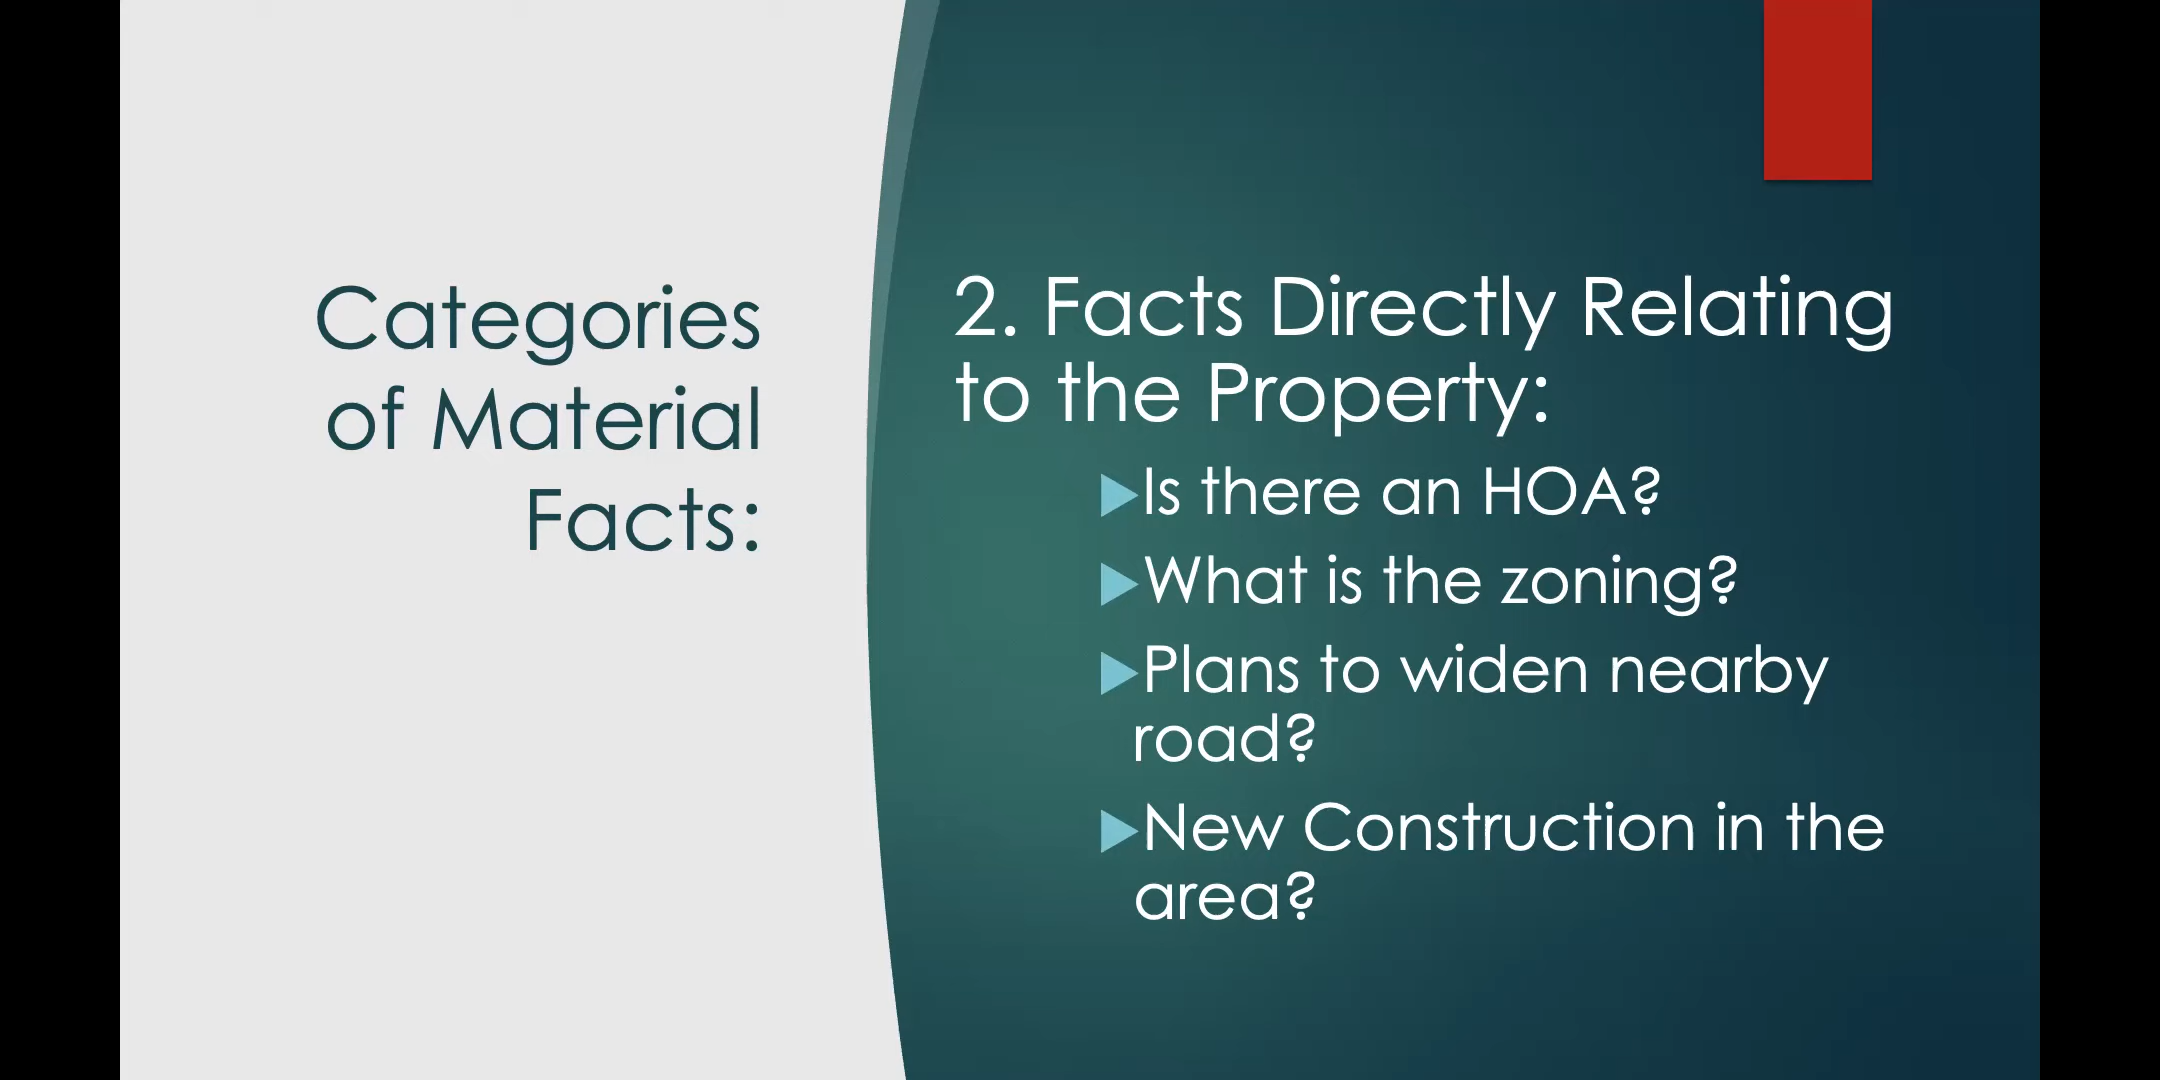 Categories
of Material
Facts:
2. Facts Directly Relating
to the Property:
Is there an HOA?
What is the zoning?
Plans to widen nearby
road?
New Construction in the
area?